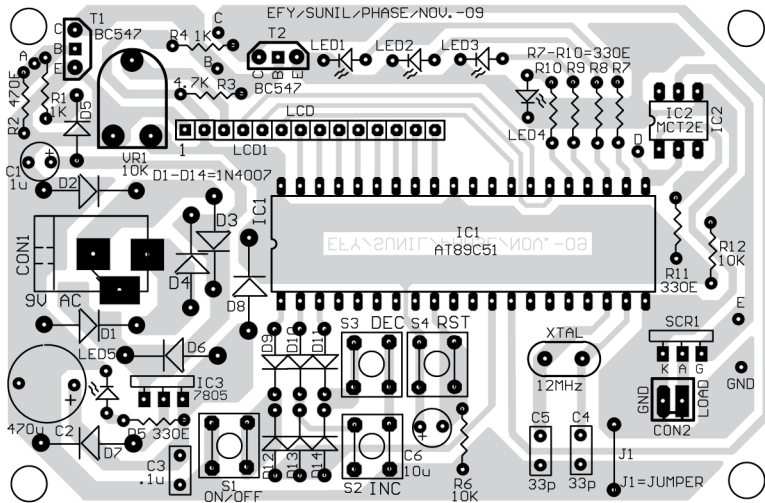 EFY/SUNIL/PHASE/NOV.-09
T1
C
B
E
BC547
A
R4 1K
C
B
T2
C B E
BC547
LED1
LED2
LED3
R7-R10=330E
R10 R9 R8 R7
LED4
D
IC2
MCT2E
IC2
R2 470E
R1
1K
D5
4.7K R3
LCD
1
LCD1
VR1
10K
C1
1u
D2
D1-D14=1N4007
CON1
9V AC
D3
D4
D8
IC1
IC1
EFY/SUNIL/PHASE/NOV.-09
AT89C51
R11
330E
R12
10K
E
D1
LED5
D6
IC3
7805
D9
D10
D11
S3 DEC
S4 RST
XTAL
12MHz
SCR1
K A G
GND
GND
LOAD
CON2
470u
C2
D7
R5 330E
C3
.1u
S1
ON/OFF
D12
D13
D14
S2 INC
C6
10u
R6
10K
C5
33p
C4
33p
J1
J1=JUMPER